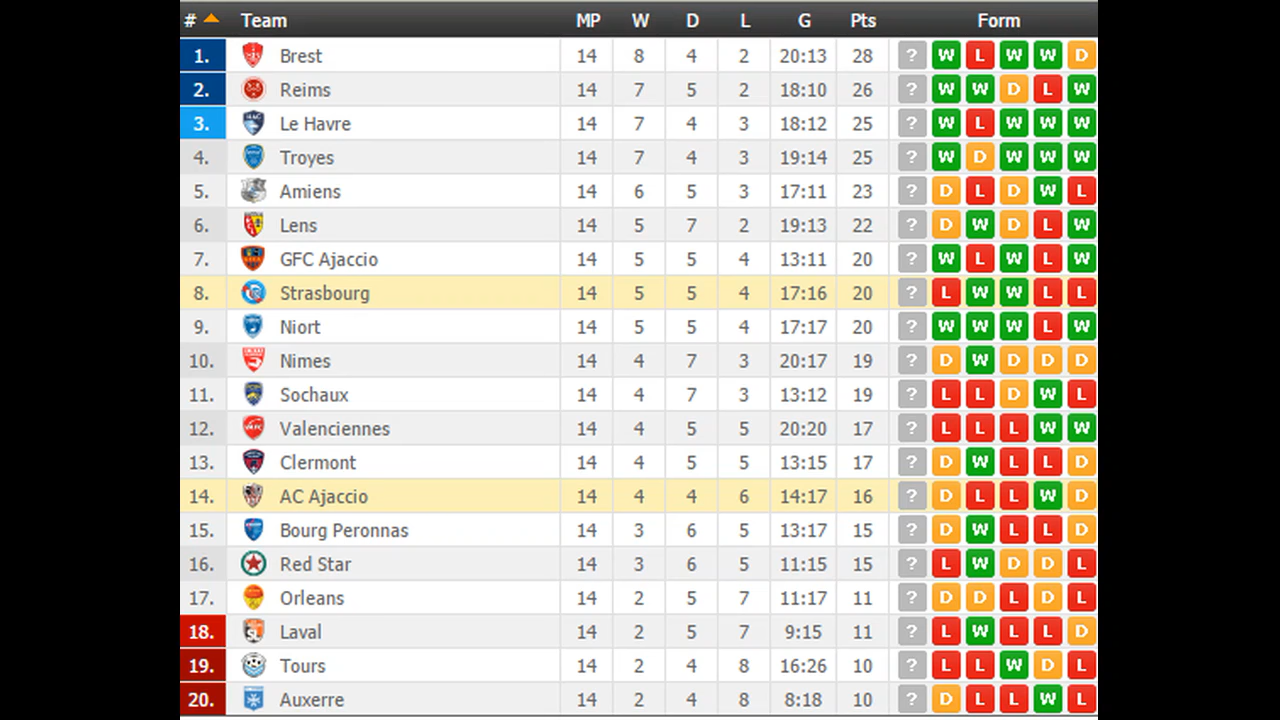 # Team MP W D L G Pts Form
1. Brest 14 8 4 2 20:13 28 ? W L W W D
2. Reims 14 7 5 2 18:10 26 ? W W D L W
3. Le Havre 14 7 4 3 18:12 25 ? W L W W W
4. Troyes 14 7 4 3 19:14 25 ? W D W W W
5. Amiens 14 6 5 3 17:11 23 ? D L D W L
6. Lens 14 5 7 2 19:13 22 ? D W D L W
7. GFC Ajaccio 14 5 5 4 13:11 20 ? W L W L W
8. Strasbourg 14 5 5 4 17:16 20 ? L W W L L
9. Niort 14 5 5 4 17:17 20 ? W W W L W
10. Nimes 14 4 7 3 20:17 19 ? D W D D D
11. Sochaux 14 4 7 3 13:12 19 ? L L D W L
12. Valenciennes 14 4 5 5 20:20 17 ? L L L W W
13. Clermont 14 4 5 5 13:15 17 ? D W L L D
14. AC Ajaccio 14 4 4 6 14:17 16 ? D L L W D
15. Bourg Peronnas 14 3 6 5 13:17 15 ? D W L L D
16. Red Star 14 3 6 5 11:15 15 ? L W D D L
17. Orleans 14 2 5 7 11:17 11 ? D D L D L
18. Laval 14 2 5 7 9:15 11 ? L W L L D
19. Tours 14 2 4 8 16:26 10 ? L L W D L
20. Auxerre 14 2 4 8 8:18 10 ? D L L W L